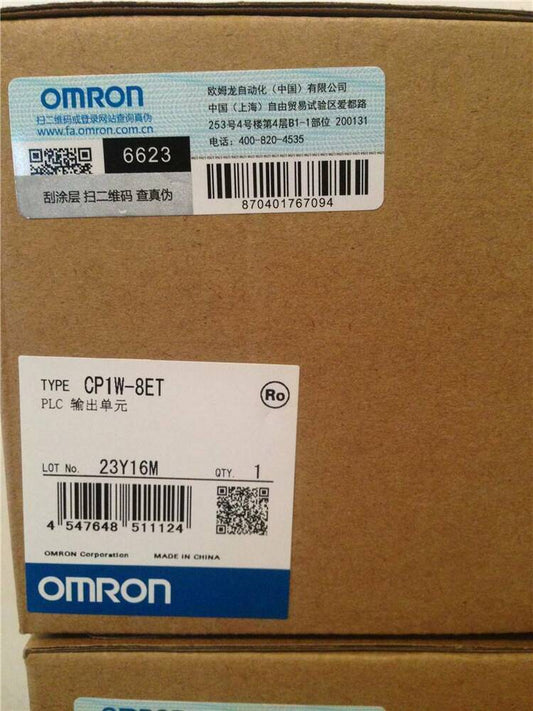 OMRON
扫二维码或登录网站查询真伪
www.fa.omron.com.cn
6623
刮涂层 扫二维码 查真伪
欧姆龙自动化（中国）有限公司
中国（上海）自由贸易试验区爱都路
253号4号楼第4层B1-1部位 200131
电话：400-820-4535
870401767094
TYPE CP1W-8ET
PLC 输出单元
Ro
LOT No. 23Y16M QTY. 1
4 547648 511124
OMRON Corporation MADE IN CHINA
OMRON